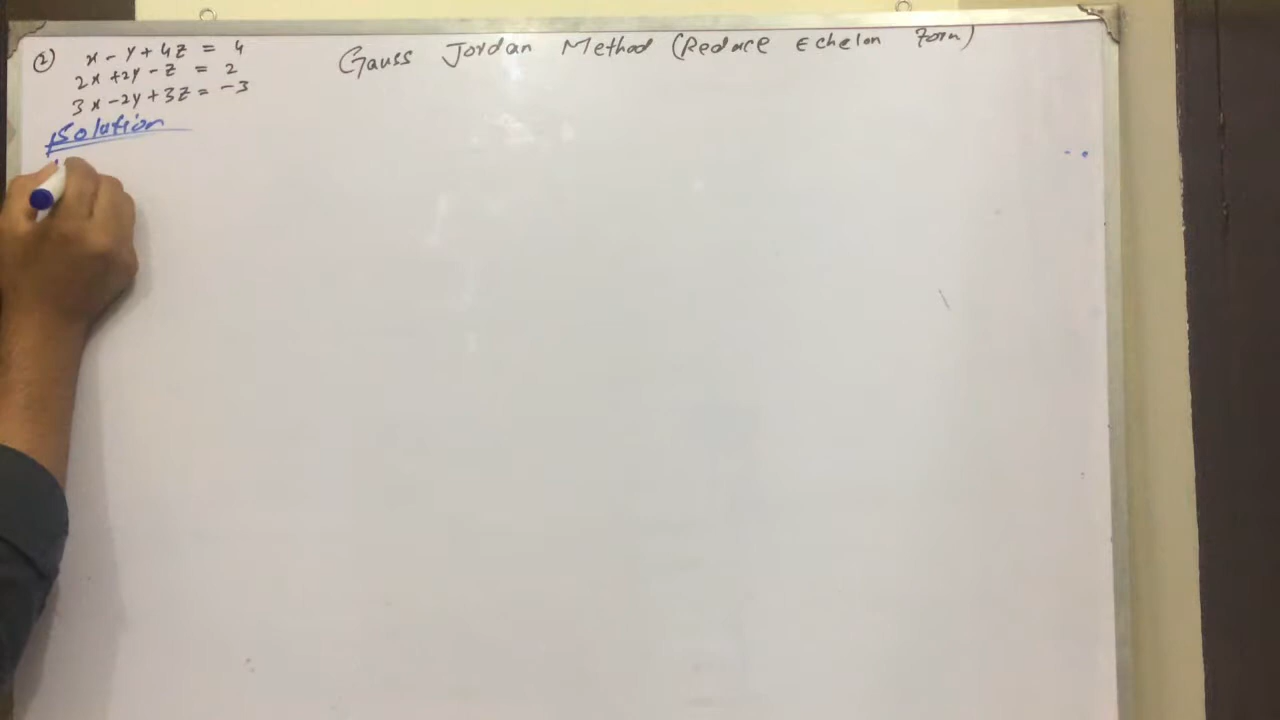 ② x - y + 4z = 4
2x + 2y - z = 2
3x - 2y + 3z = -3
Gauss Jordan Method (Reduce Echelon Form)
Solution